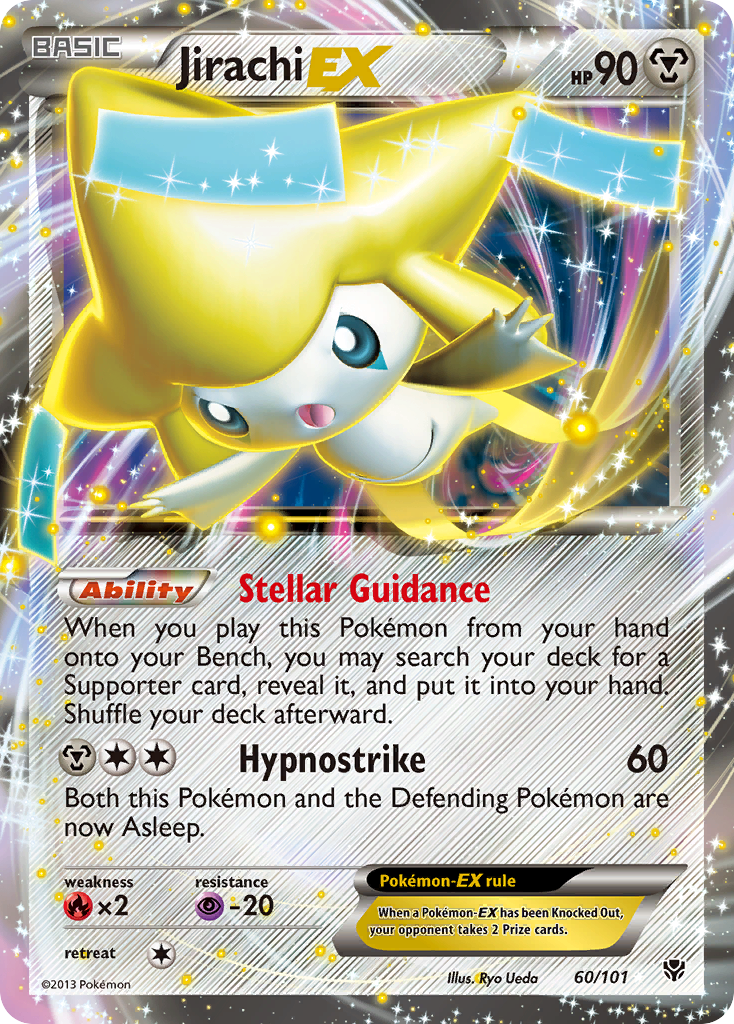 BASIC
Jirachi EX
HP 90
Ability Stellar Guidance
When you play this Pokémon from your hand
onto your Bench, you may search your deck for a
Supporter card, reveal it, and put it into your hand.
Shuffle your deck afterward.
Hypnostrike 60
Both this Pokémon and the Defending Pokémon are
now Asleep.
weakness resistance
×2 -20
Pokémon-EX rule
When a Pokémon-EX has been Knocked Out,
your opponent takes 2 Prize cards.
retreat
©2013 Pokémon
Illus. Ryo Ueda 60/101